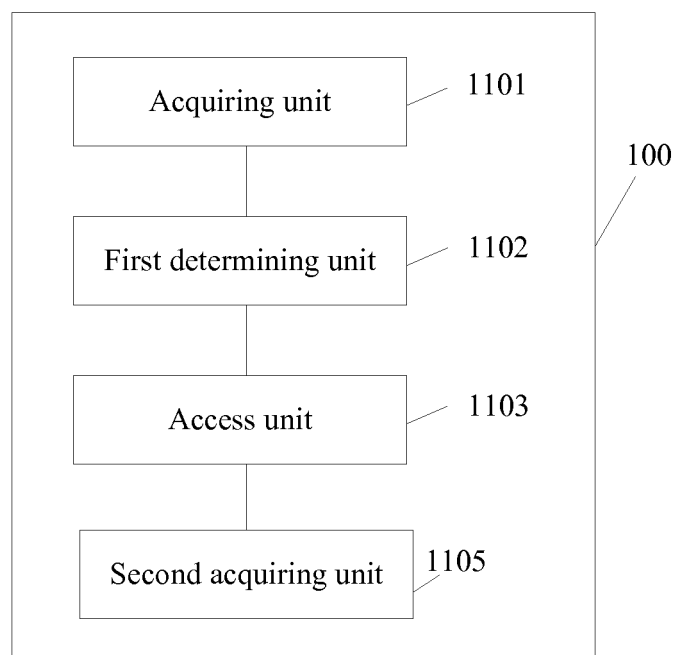 Acquiring unit
1101
100
First determining unit
1102
Access unit
1103
Second acquiring unit
1105